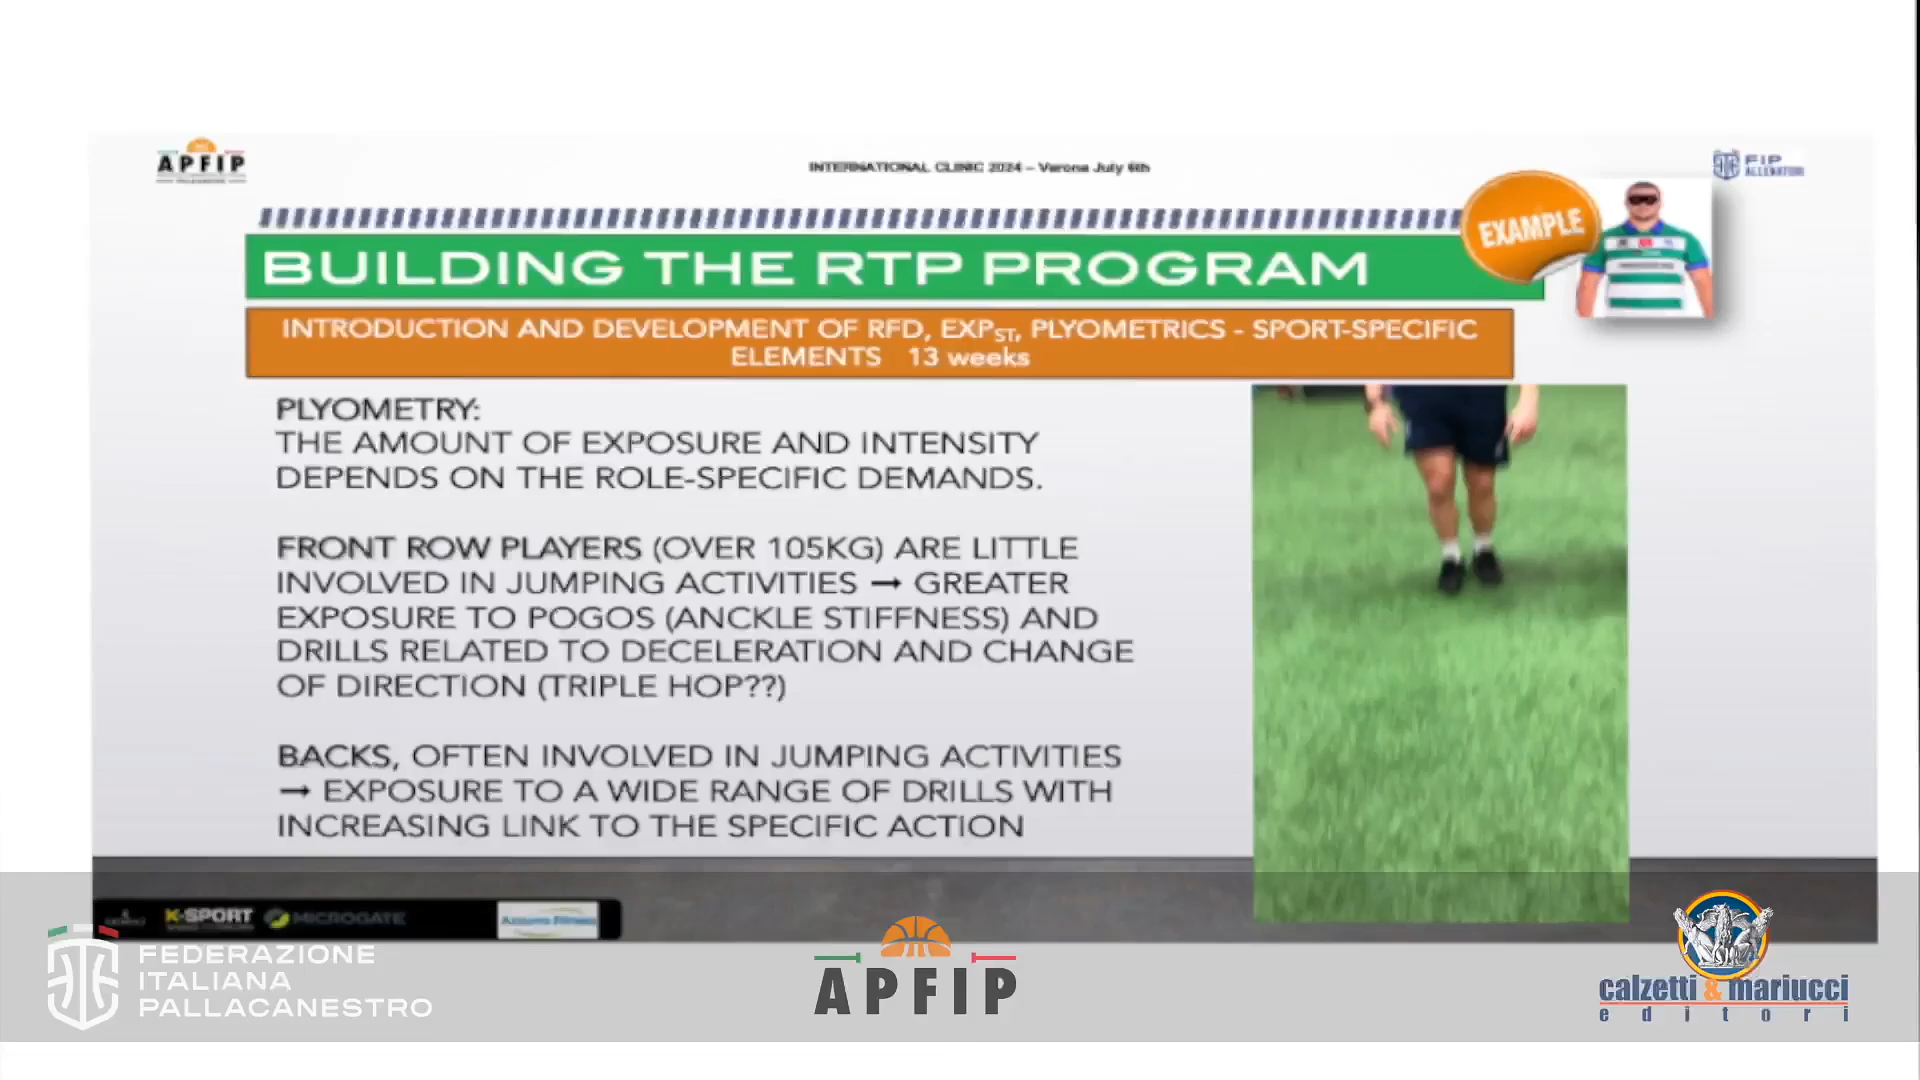 APFIP
INTERNATIONAL CLINIC 2024 – Verona July 6th
FIP
ALLENATORI
EXAMPLE
BUILDING THE RTP PROGRAM
INTRODUCTION AND DEVELOPMENT OF RFD, EXPST, PLYOMETRICS - SPORT-SPECIFIC
ELEMENTS 13 weeks
PLYOMETRY:
THE AMOUNT OF EXPOSURE AND INTENSITY
DEPENDS ON THE ROLE-SPECIFIC DEMANDS.
FRONT ROW PLAYERS (OVER 105KG) ARE LITTLE
INVOLVED IN JUMPING ACTIVITIES → GREATER
EXPOSURE TO POGOS (ANCKLE STIFFNESS) AND
DRILLS RELATED TO DECELERATION AND CHANGE
OF DIRECTION (TRIPLE HOP??)
BACKS, OFTEN INVOLVED IN JUMPING ACTIVITIES
→ EXPOSURE TO A WIDE RANGE OF DRILLS WITH
INCREASING LINK TO THE SPECIFIC ACTION
K-SPORT
MICROGATE
FEDERAZIONE
ITALIANA
PALLACANESTRO
APFIP
calzetti & mariucci
editori